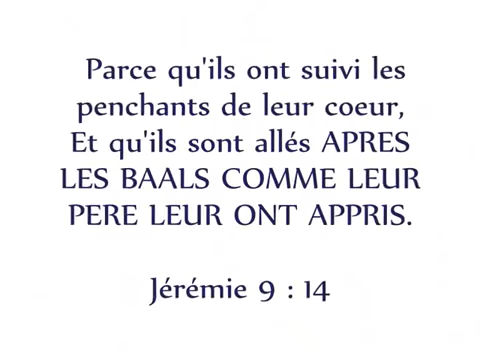 Parce qu'ils ont suivi les
penchants de leur coeur,
Et qu'ils sont allés APRES
LES BAALS COMME LEUR
PERE LEUR ONT APPRIS.
Jérémie 9 : 14